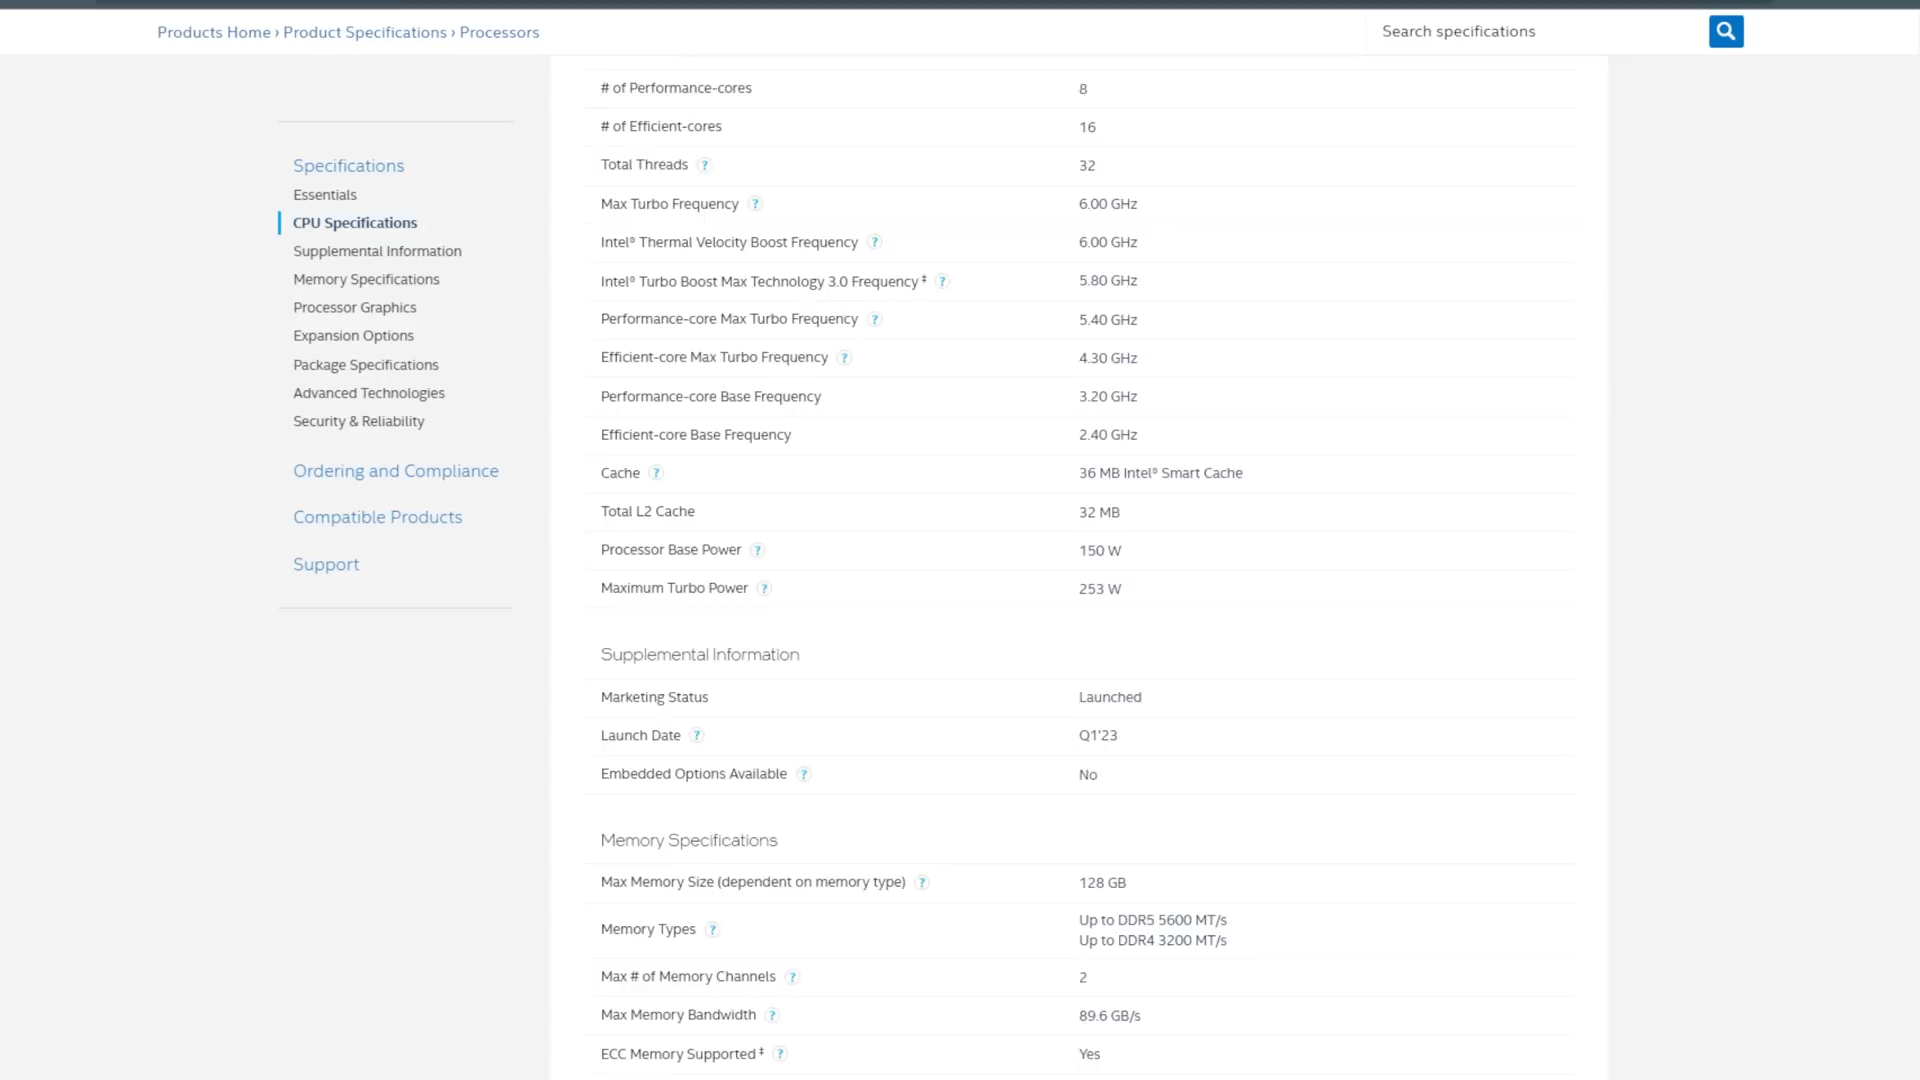 Products Home › Product Specifications › Processors
Search specifications
Specifications
Essentials
CPU Specifications
Supplemental Information
Memory Specifications
Processor Graphics
Expansion Options
Package Specifications
Advanced Technologies
Security & Reliability
Ordering and Compliance
Compatible Products
Support
# of Performance-cores 8
# of Efficient-cores 16
Total Threads ? 32
Max Turbo Frequency ? 6.00 GHz
Intel® Thermal Velocity Boost Frequency ? 6.00 GHz
Intel® Turbo Boost Max Technology 3.0 Frequency ‡ ? 5.80 GHz
Performance-core Max Turbo Frequency ? 5.40 GHz
Efficient-core Max Turbo Frequency ? 4.30 GHz
Performance-core Base Frequency 3.20 GHz
Efficient-core Base Frequency 2.40 GHz
Cache ? 36 MB Intel® Smart Cache
Total L2 Cache 32 MB
Processor Base Power ? 150 W
Maximum Turbo Power ? 253 W
Supplemental Information
Marketing Status Launched
Launch Date ? Q1'23
Embedded Options Available ? No
Memory Specifications
Max Memory Size (dependent on memory type) ? 128 GB
Memory Types ? Up to DDR5 5600 MT/s
Up to DDR4 3200 MT/s
Max # of Memory Channels ? 2
Max Memory Bandwidth ? 89.6 GB/s
ECC Memory Supported ‡ ? Yes